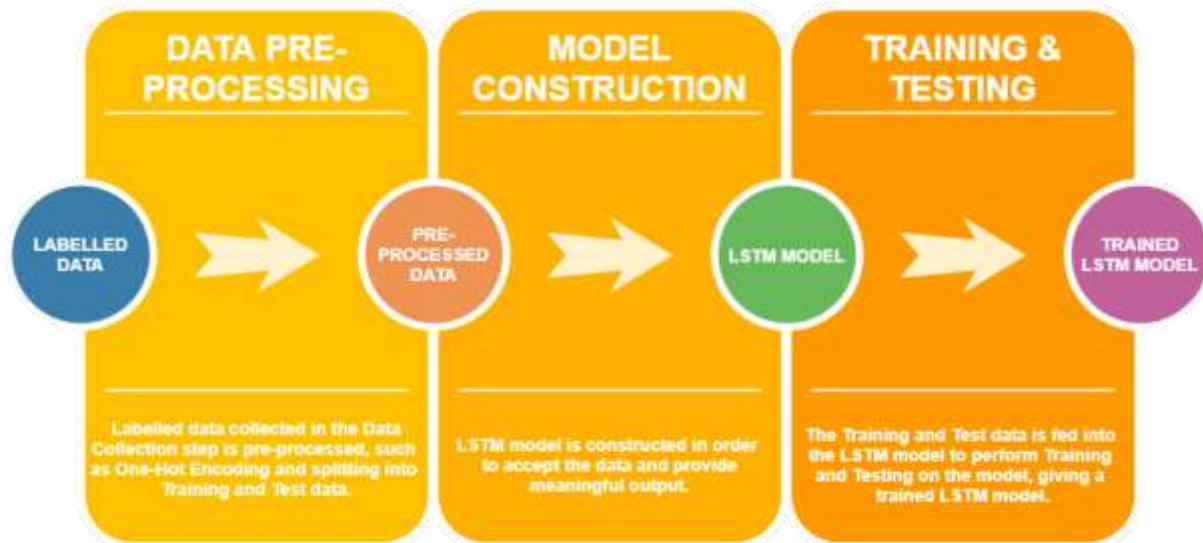 DATA PRE-
PROCESSING
MODEL
CONSTRUCTION
TRAINING &
TESTING
LABELLED
DATA
PRE-
PROCESSED
DATA
LSTM MODEL
TRAINED
LSTM MODEL
Labelled data collected in the Data
Collection step is pre-processed, such
as One-Hot Encoding and splitting into
Training and Test data.
LSTM model is constructed in order
to accept the data and provide
meaningful output.
The Training and Test data is fed into
the LSTM model to perform Training
and Testing on the model, giving a
trained LSTM model.